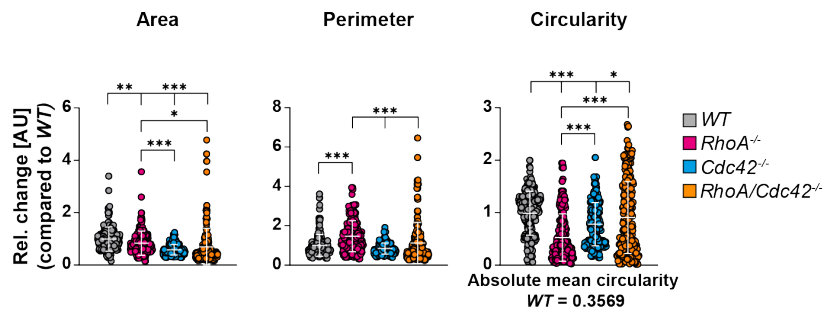 Area
Perimeter
Circularity
Rel. change [AU]
(compared to WT)
6
4
2
0
** ***
*
***
8
6
4
2
0
***
***
3
2
1
0
*** *
***
***
WT
RhoA-/-
Cdc42-/-
RhoA/Cdc42-/-
Absolute mean circularity
WT = 0.3569